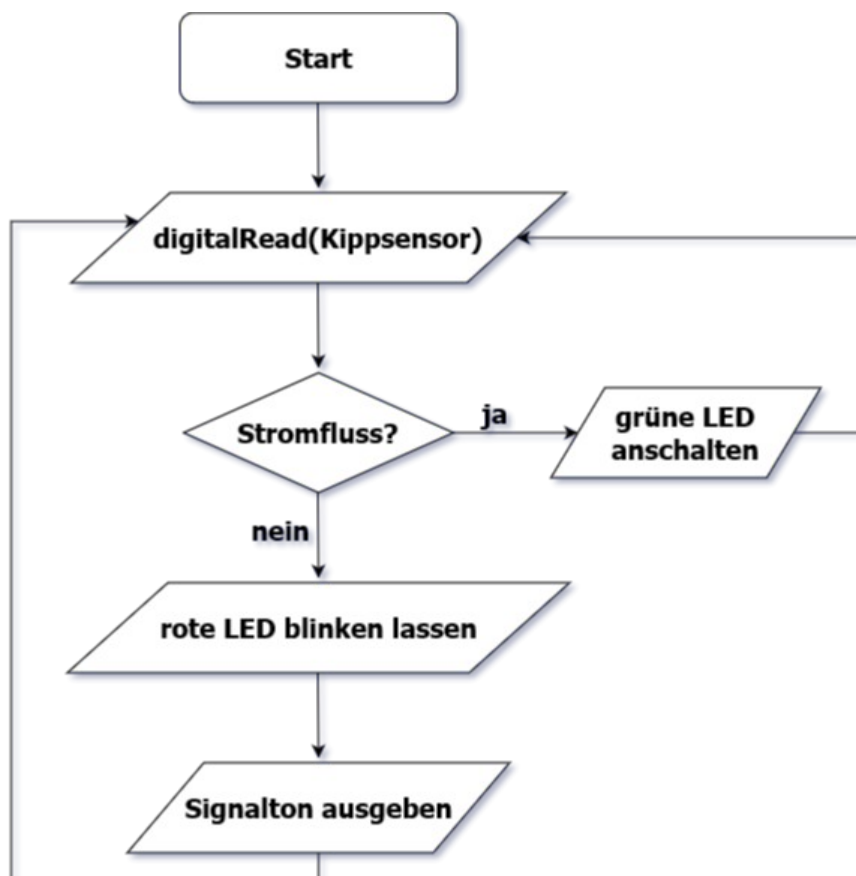 Start
digitalRead(Kippsensor)
Stromfluss?
ja
grüne LED
anschalten
nein
rote LED blinken lassen
Signalton ausgeben